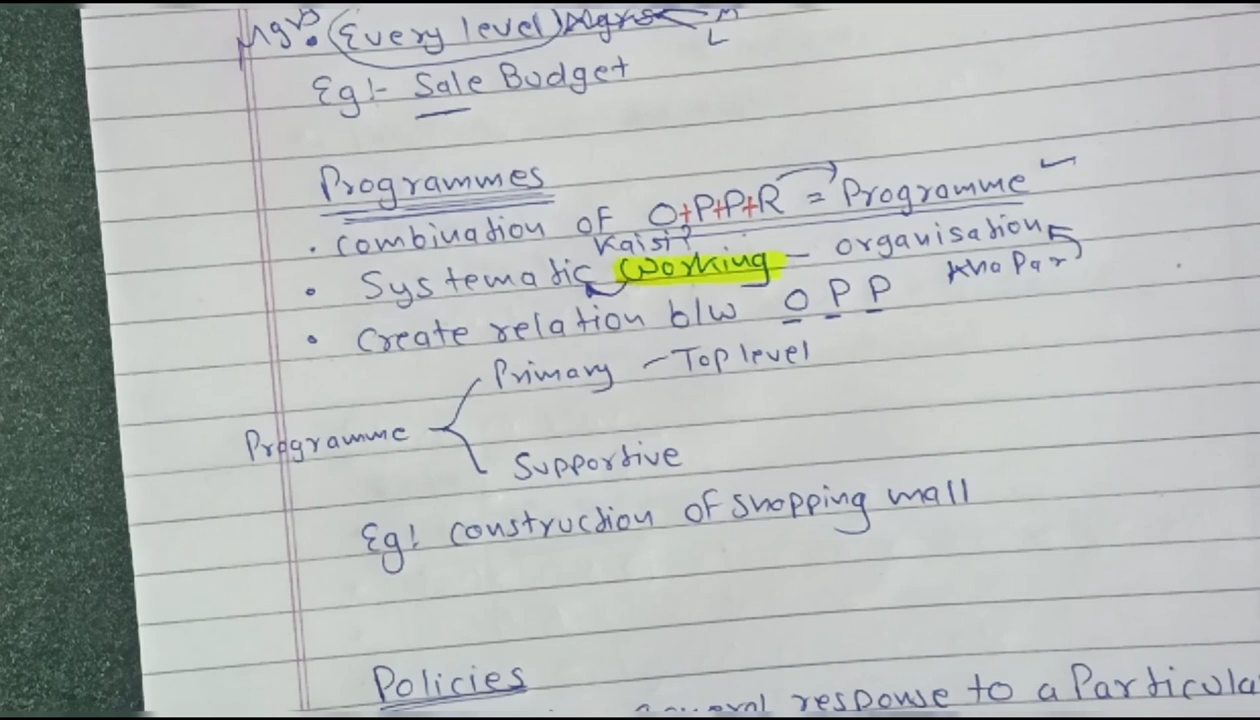 Every level
Eg:- Sale Budget
Programmes
• Combination of O+P+P+R = Programme
Kaisi?
• Systematic working - organisation
• Create relation b/w O P P
Primary - Top level
Programme
Supportive
Eg: construction of shopping mall
Policies
response to a Particula